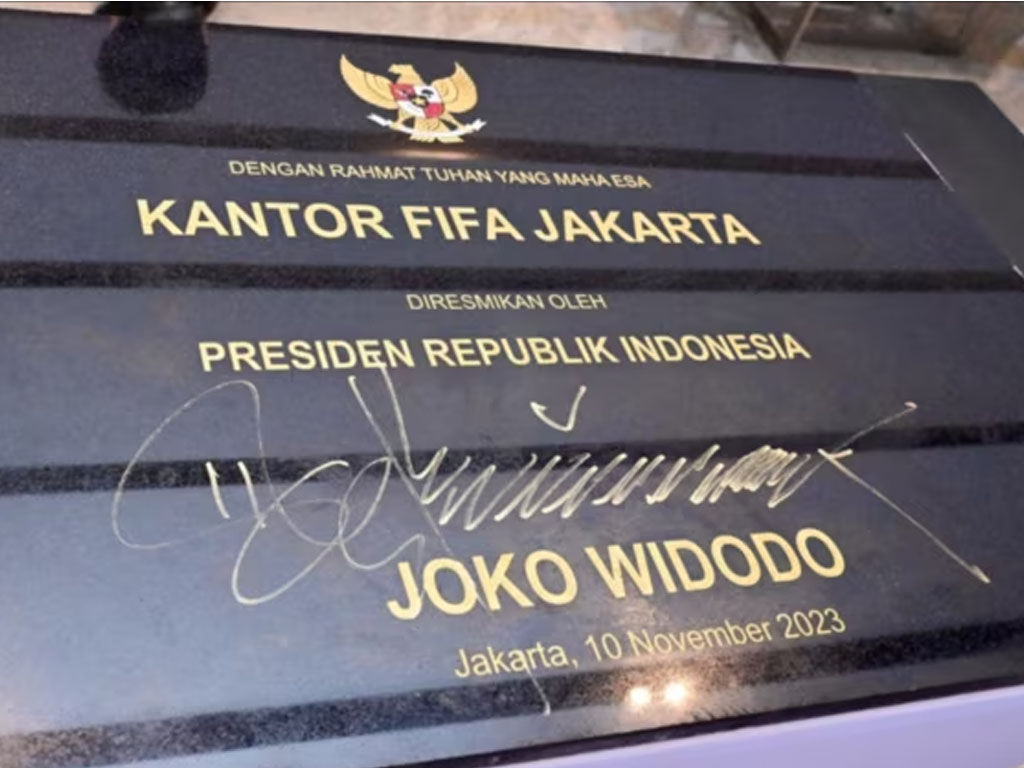 DENGAN RAHMAT TUHAN YANG MAHA ESA
KANTOR FIFA JAKARTA
DIRESMIKAN OLEH
PRESIDEN REPUBLIK INDONESIA
JOKO WIDODO
Jakarta, 10 November 2023